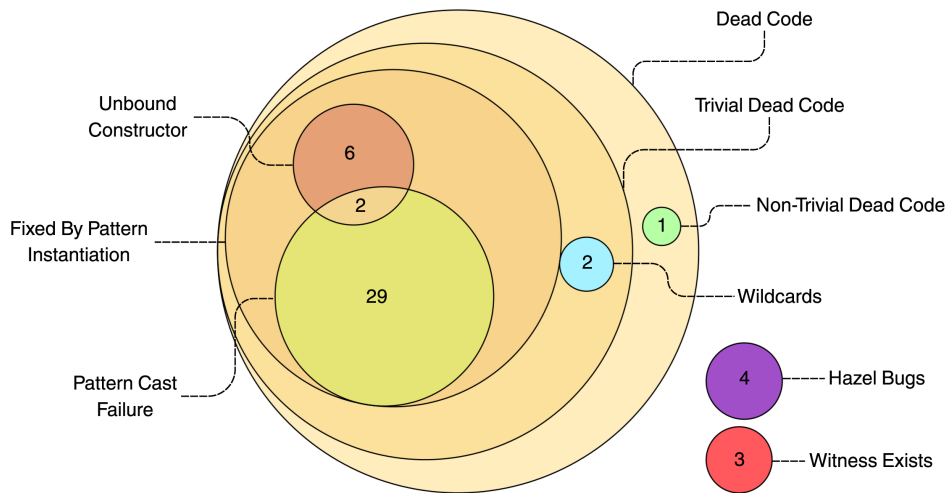 Dead Code
Trivial Dead Code
Unbound
Constructor
6
2
Non-Trivial Dead Code
1
Fixed By Pattern
Instantiation
2
29
Wildcards
Pattern Cast
Failure
4
Hazel Bugs
3
Witness Exists